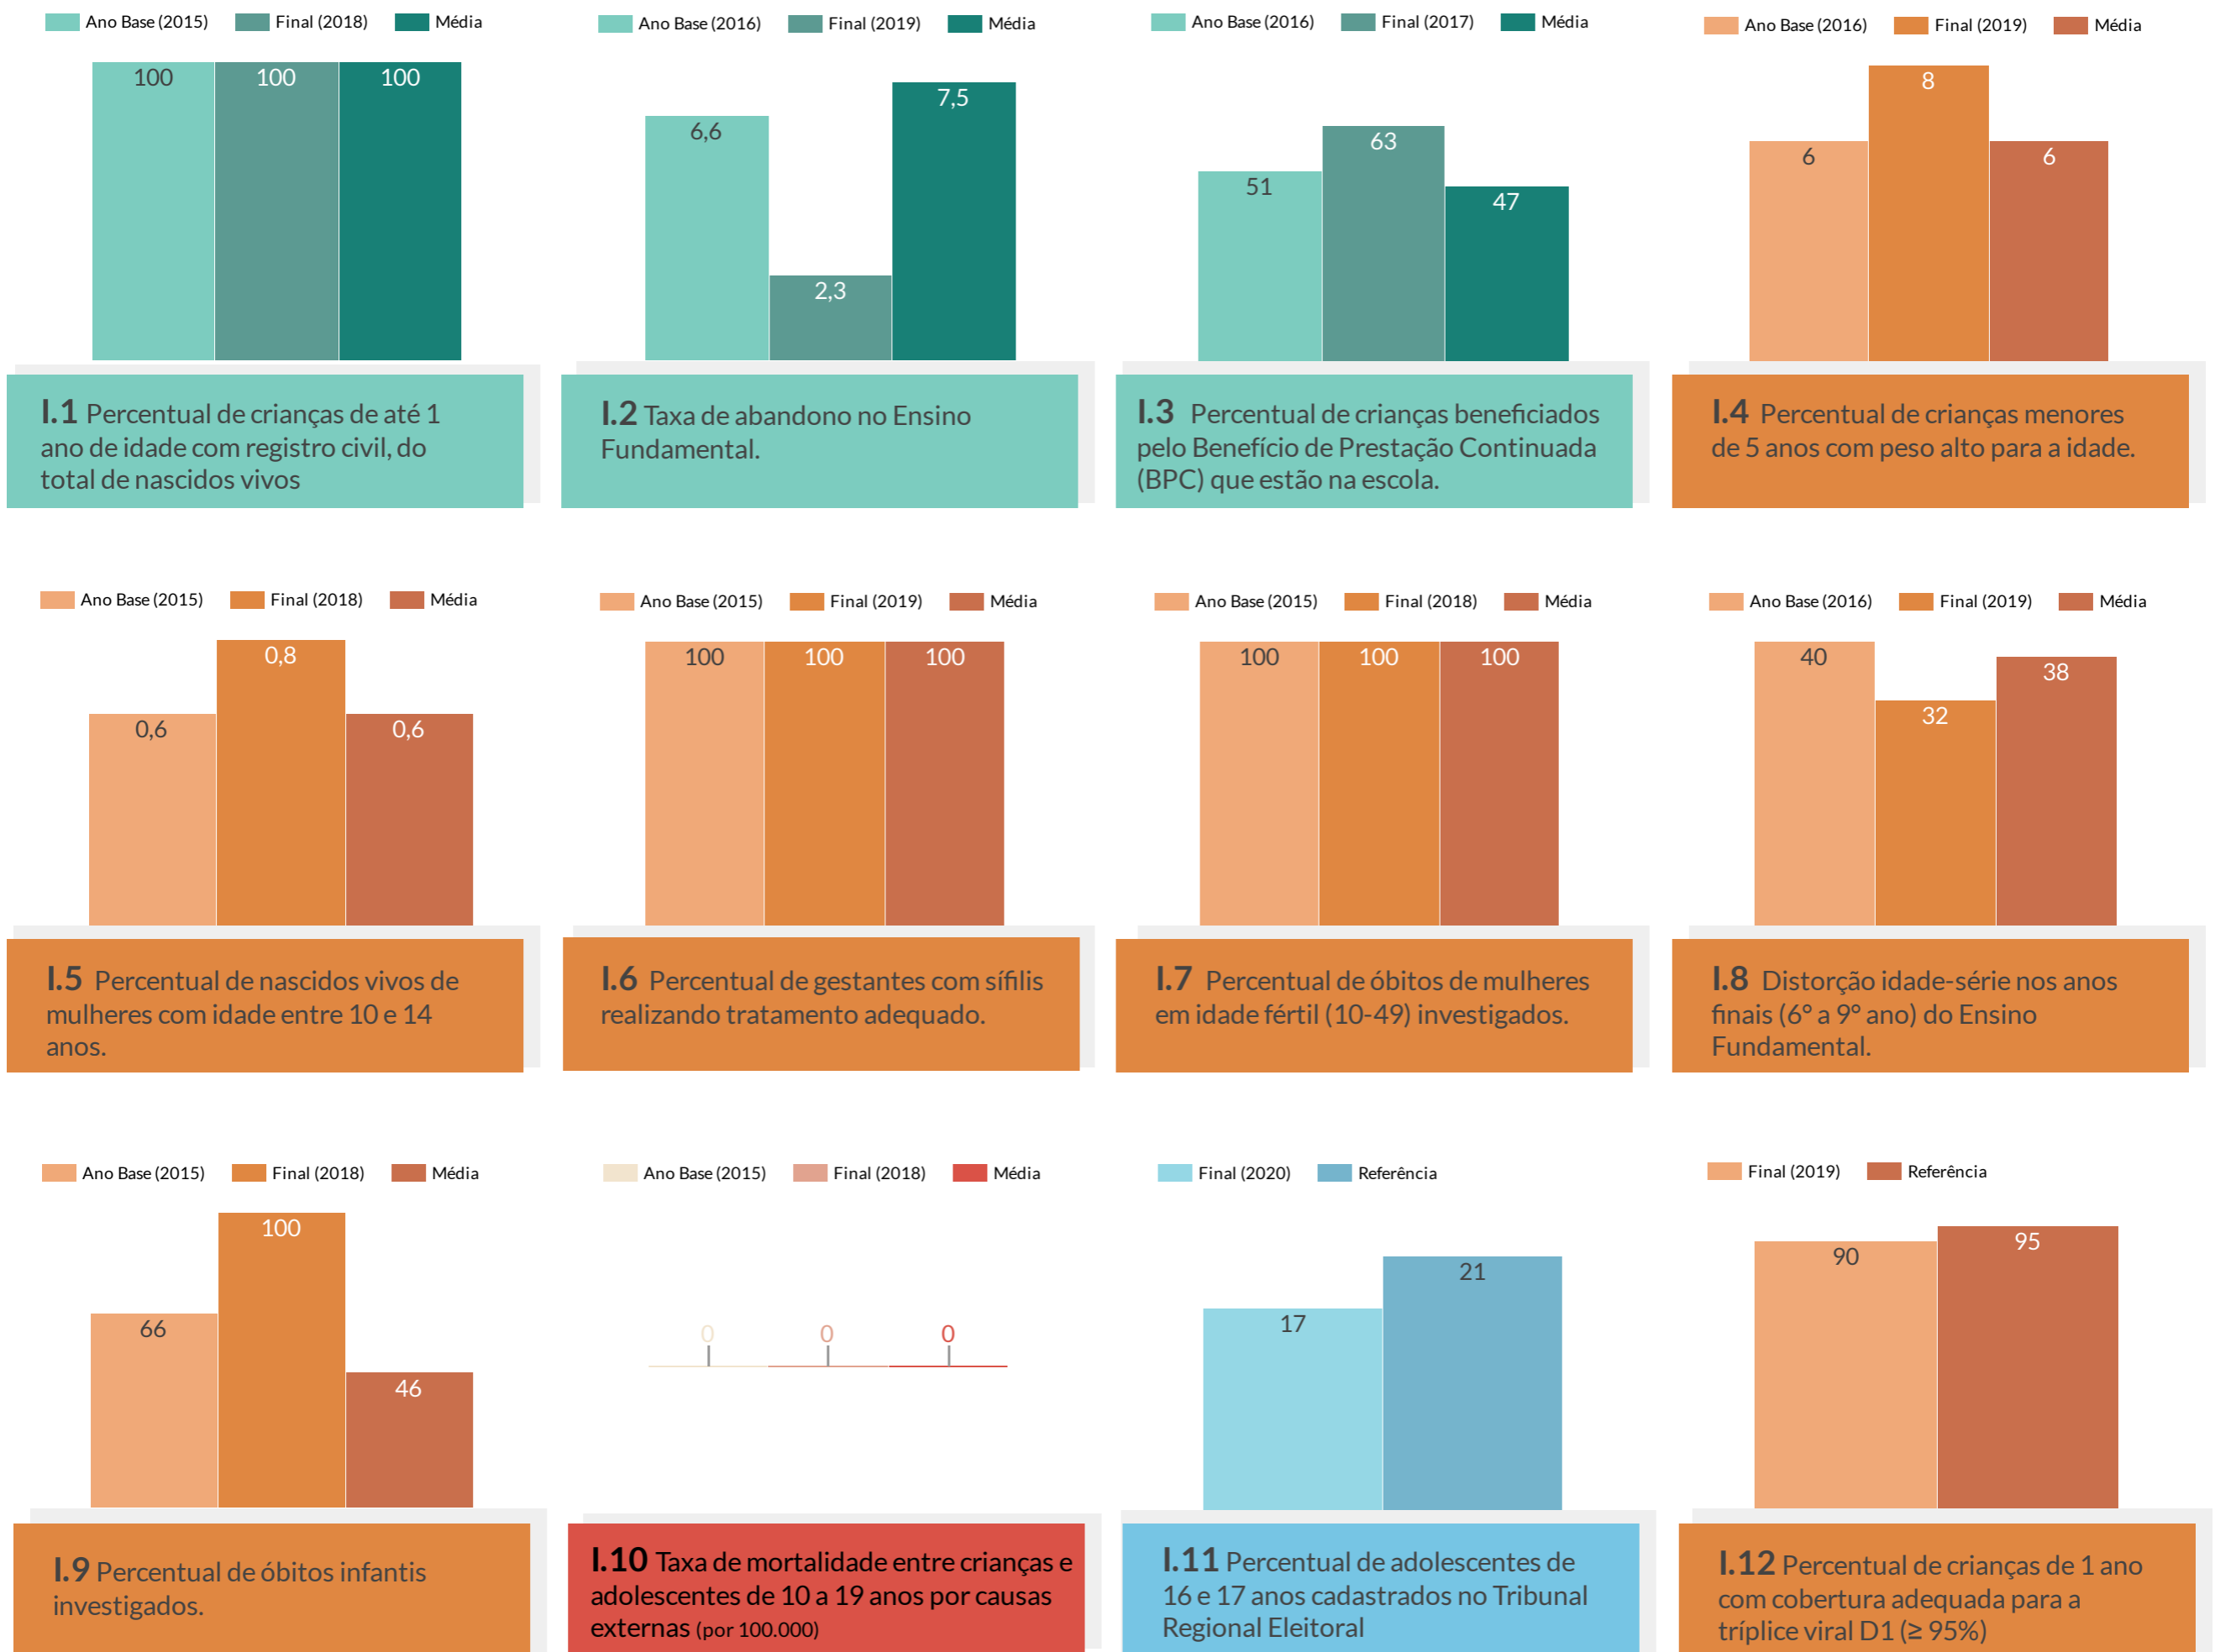 Ano Base (2015) Final (2018) Média
100 100 100
I.1 Percentual de crianças de até 1
ano de idade com registro civil, do
total de nascidos vivos
Ano Base (2016) Final (2019) Média
6,6 2,3 7,5
I.2 Taxa de abandono no Ensino
Fundamental.
Ano Base (2016) Final (2017) Média
51 63 47
I.3 Percentual de crianças beneficiados
pelo Benefício de Prestação Continuada
(BPC) que estão na escola.
Ano Base (2016) Final (2019) Média
6 8 6
I.4 Percentual de crianças menores
de 5 anos com peso alto para a idade.
Ano Base (2015) Final (2018) Média
0,6 0,8 0,6
I.5 Percentual de nascidos vivos de
mulheres com idade entre 10 e 14
anos.
Ano Base (2015) Final (2019) Média
100 100 100
I.6 Percentual de gestantes com sífilis
realizando tratamento adequado.
Ano Base (2015) Final (2018) Média
100 100 100
I.7 Percentual de óbitos de mulheres
em idade fértil (10-49) investigados.
Ano Base (2016) Final (2019) Média
40 32 38
I.8 Distorção idade-série nos anos
finais (6° a 9° ano) do Ensino
Fundamental.
Ano Base (2015) Final (2018) Média
66 100 46
I.9 Percentual de óbitos infantis
investigados.
Ano Base (2015) Final (2018) Média
0 0 0
I.10 Taxa de mortalidade entre crianças e
adolescentes de 10 a 19 anos por causas
externas (por 100.000)
Final (2020) Referência
17 21
I.11 Percentual de adolescentes de
16 e 17 anos cadastrados no Tribunal
Regional Eleitoral
Final (2019) Referência
90 95
I.12 Percentual de crianças de 1 ano
com cobertura adequada para a
tríplice viral D1 (≥ 95%)